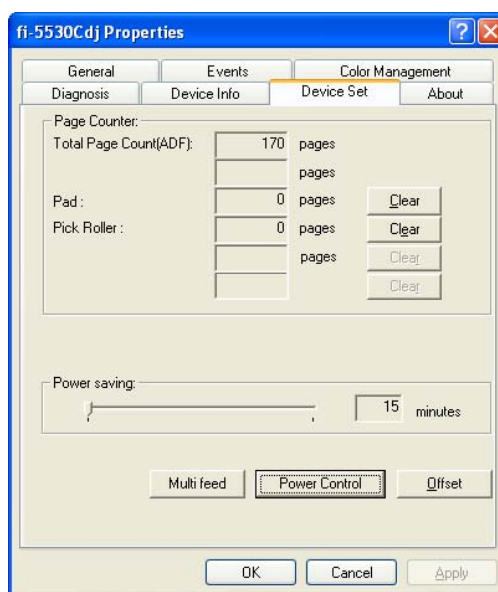 fi-5530Cdj Properties
General Events Color Management
Diagnosis Device Info Device Set About
Page Counter:
Total Page Count(ADF): 170 pages
pages
Pad : 0 pages Clear
Pick Roller : 0 pages Clear
pages Clear
Clear
Power saving:
15 minutes
Multi feed Power Control Offset
OK Cancel Apply